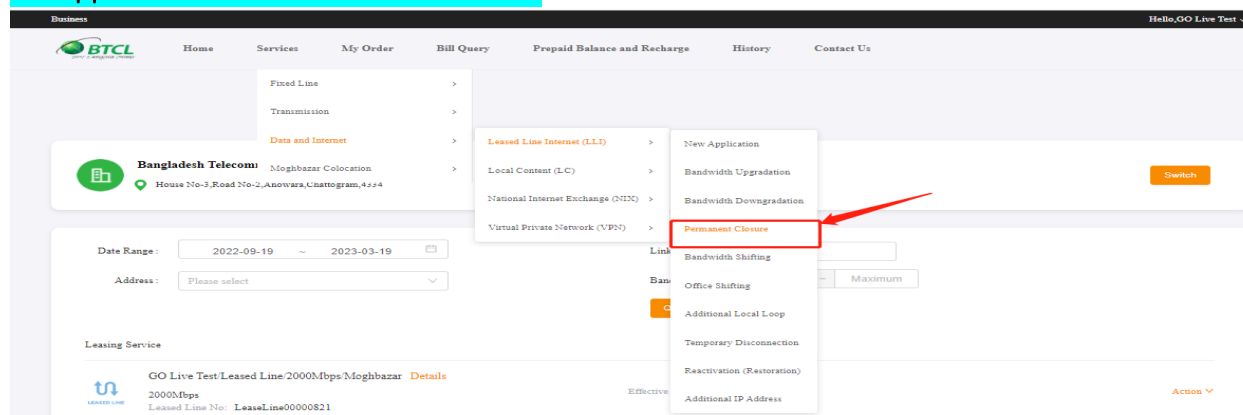 Business
Hello,GO Live Test
BTCL
Home Services My Order Bill Query Prepaid Balance and Recharge History Contact Us
Fixed Line >
Transmission >
Data and Internet >
Moghbazar Colocation >
Leased Line Internet (LLI) >
Local Content (LC) >
National Internet Exchange (NIX) >
Virtual Private Network (VPN) >
New Application
Bandwidth Upgradation
Bandwidth Downgradation
Permanent Closure
Bandwidth Shifting
Office Shifting
Additional Local Loop
Temporary Disconnection
Reactivation (Restoration)
Additional IP Address
Bangladesh Telecom
House No-3,Road No-2,Anowara,Chattogram,4334
Switch
Date Range : 2022-09-19 ~ 2023-03-19
Link
Address : Please select
Ban
~ Maximum
Leasing Service
GO Live Test/Leased Line/2000Mbps/Moghbazar Details
2000Mbps
LEASED LINE
Leased Line No: LeaseLine00000821
Effective
Action